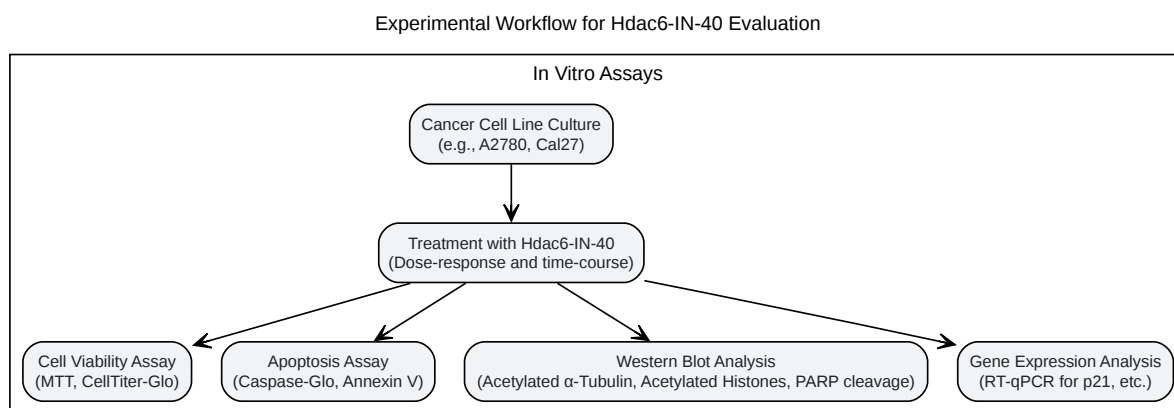 Experimental Workflow for Hdac6-IN-40 Evaluation
In Vitro Assays
Cancer Cell Line Culture
(e.g., A2780, Cal27)
Treatment with Hdac6-IN-40
(Dose-response and time-course)
Cell Viability Assay
(MTT, CellTiter-Glo)
Apoptosis Assay
(Caspase-Glo, Annexin V)
Western Blot Analysis
(Acetylated α-Tubulin, Acetylated Histones, PARP cleavage)
Gene Expression Analysis
(RT-qPCR for p21, etc.)